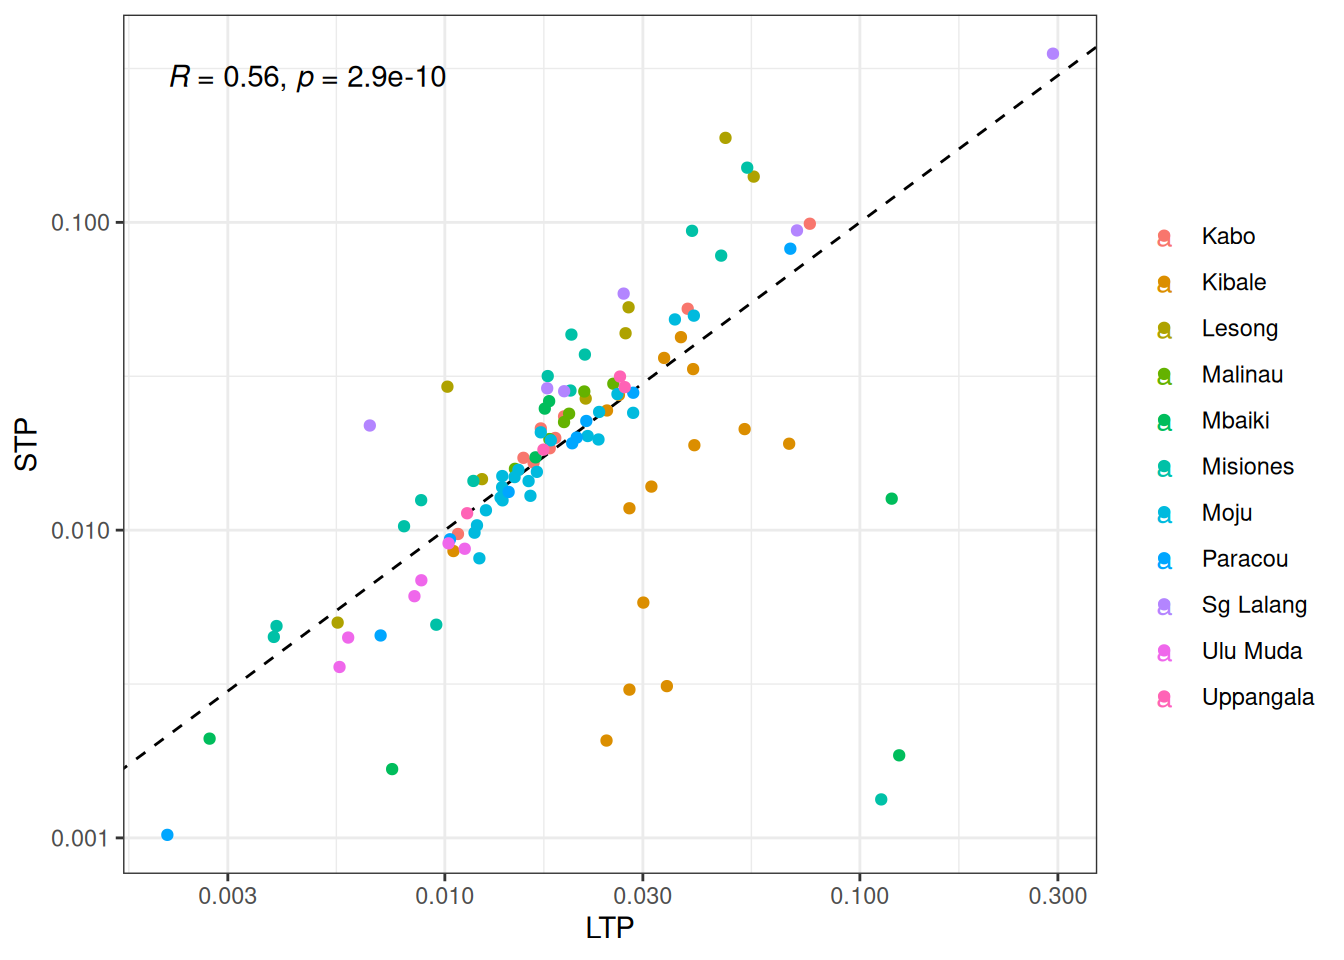 R = 0.56, p = 2.9e-10
STP
0.100
0.010
0.001
0.003
0.010
0.030
0.100
0.300
LTP
a Kabo
a Kibale
a Lesong
a Malinau
a Mbaiki
a Misiones
a Moju
a Paracou
a Sg Lalang
a Ulu Muda
a Uppangala